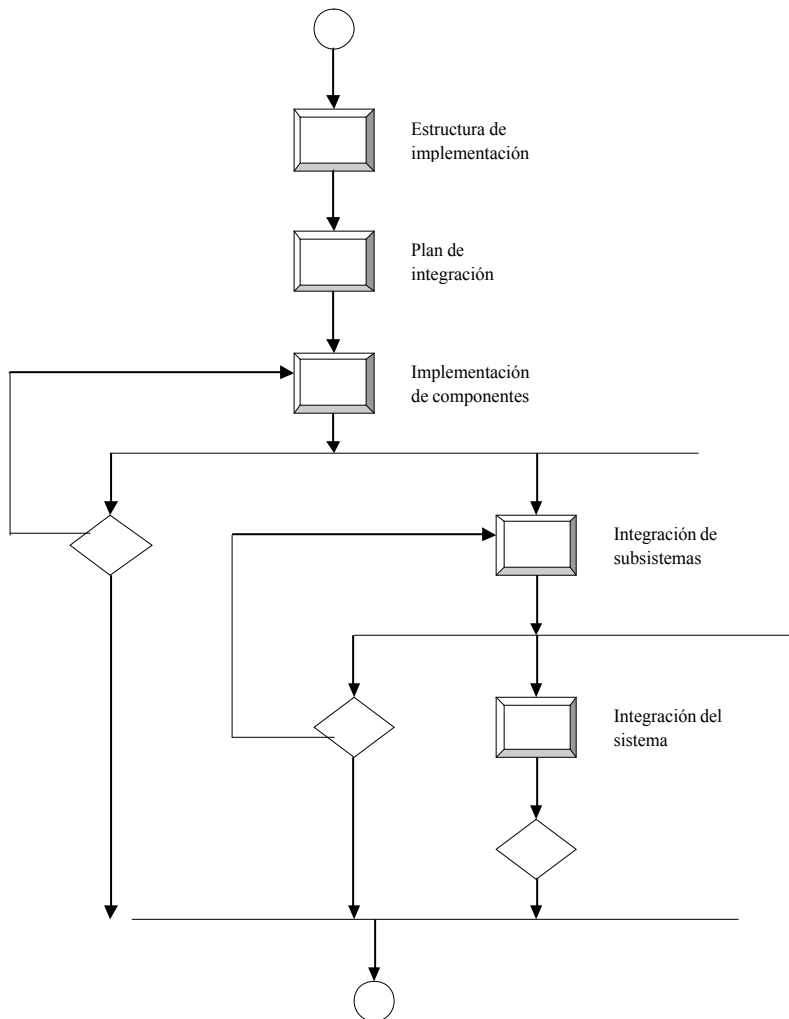 Estructura de
implementación
Plan de
integración
Implementación
de componentes
Integración de
subsistemas
Integración del
sistema